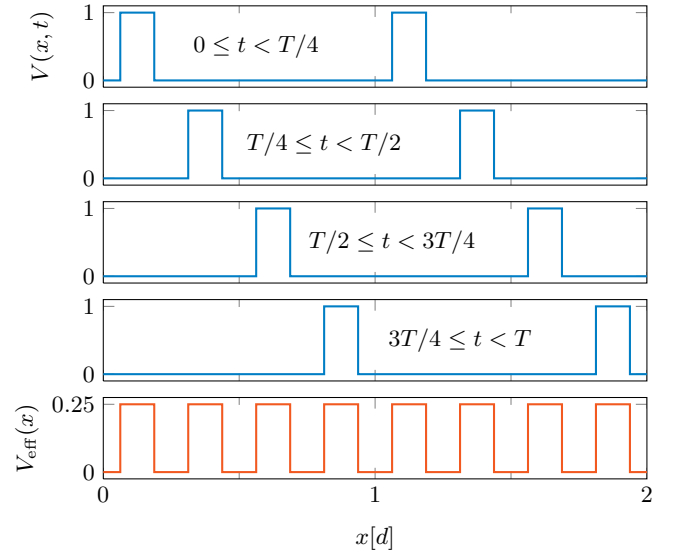 V(x, t)
1
0
0 ≤ t < T/4
1
0
T/4 ≤ t < T/2
1
0
T/2 ≤ t < 3T/4
1
0
3T/4 ≤ t < T
V_eff(x)
0.25
0
0 1 2
x[d]